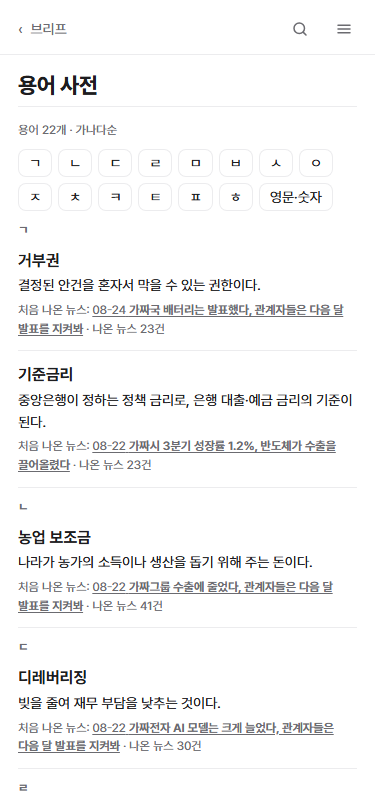 ‹ 브리프
용어 사전
용어 22개 · 가나다순
ㄱ ㄴ ㄷ ㄹ ㅁ ㅂ ㅅ ㅇ
ㅈ ㅊ ㅋ ㅌ ㅍ ㅎ 영문·숫자
ㄱ
거부권
결정된 안건을 혼자서 막을 수 있는 권한이다.
처음 나온 뉴스: 08-24 가짜국 배터리는 발표했다, 관계자들은 다음 달
발표를 지켜봐 · 나온 뉴스 23건
기준금리
중앙은행이 정하는 정책 금리로, 은행 대출·예금 금리의 기준이
된다.
처음 나온 뉴스: 08-22 가짜시 3분기 성장률 1.2%, 반도체가 수출을
끌어올렸다 · 나온 뉴스 23건
ㄴ
농업 보조금
나라가 농가의 소득이나 생산을 돕기 위해 주는 돈이다.
처음 나온 뉴스: 08-22 가짜그룹 수출에 줄었다, 관계자들은 다음 달
발표를 지켜봐 · 나온 뉴스 41건
ㄷ
디레버리징
빚을 줄여 재무 부담을 낮추는 것이다.
처음 나온 뉴스: 08-22 가짜전자 AI 모델는 크게 늘었다, 관계자들은
다음 달 발표를 지켜봐 · 나온 뉴스 30건
ㄹ